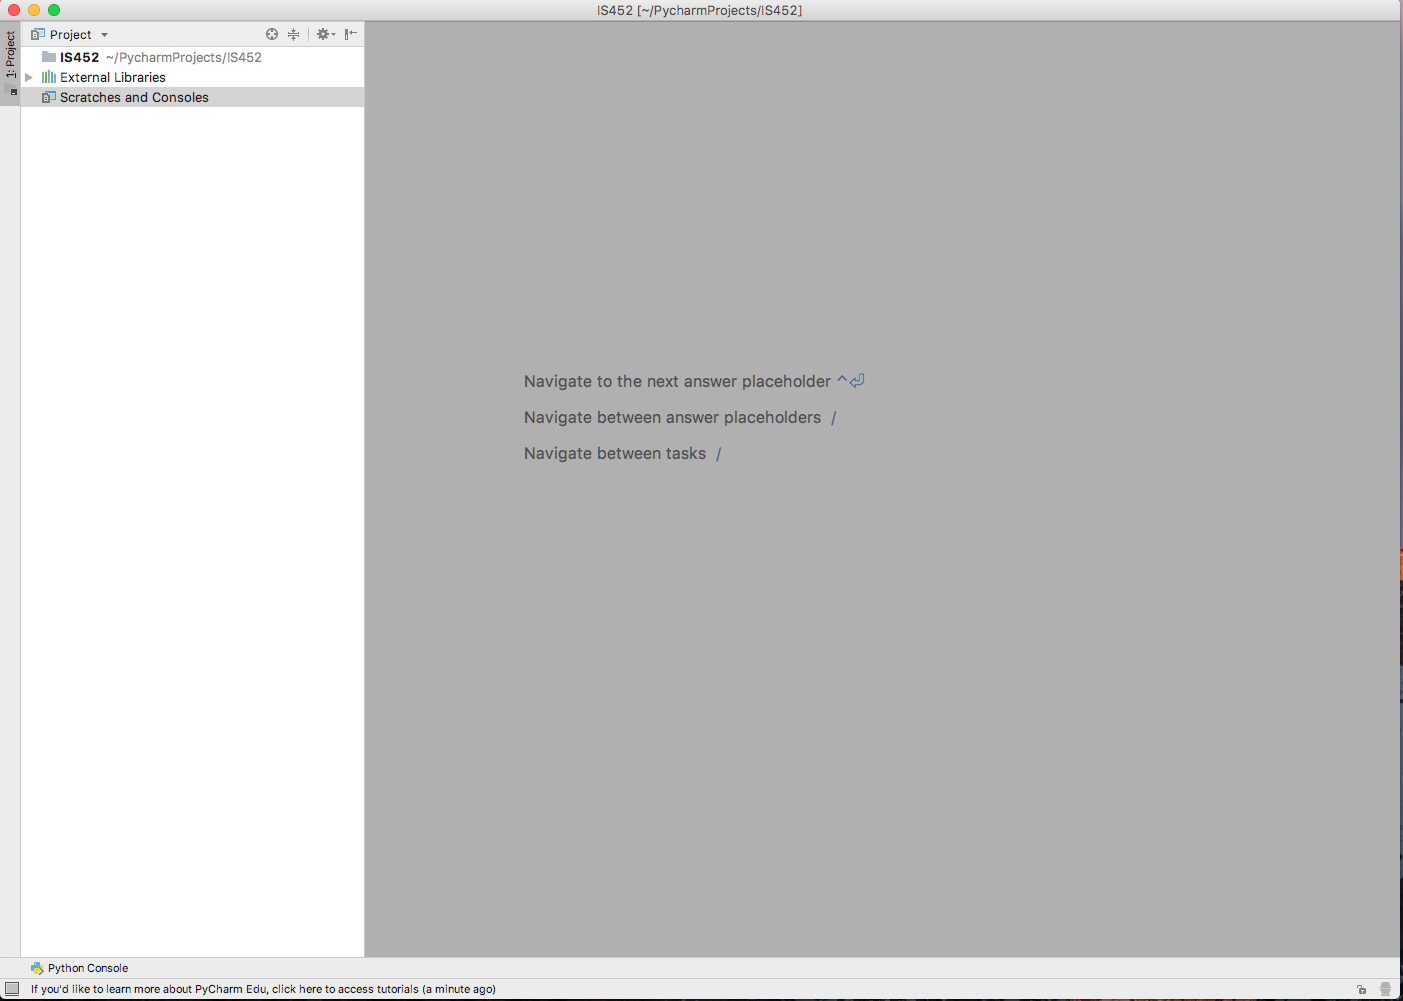 IS452 [~/PycharmProjects/IS452]
1: Project
Project
IS452 ~/PycharmProjects/IS452
External Libraries
Scratches and Consoles
Navigate to the next answer placeholder ^⏎
Navigate between answer placeholders /
Navigate between tasks /
Python Console
If you'd like to learn more about PyCharm Edu, click here to access tutorials (a minute ago)